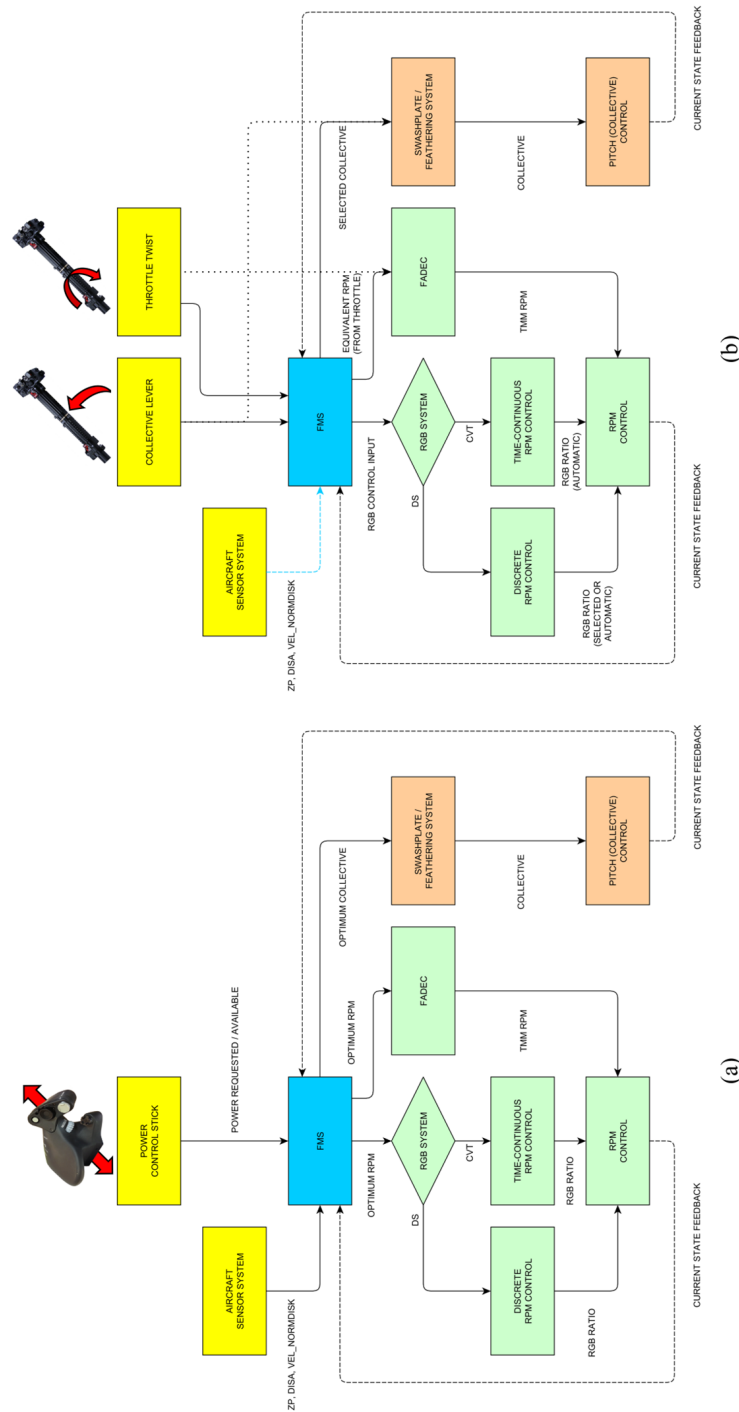 POWER
CONTROL STICK
AIRCRAFT
SENSOR SYSTEM
POWER REQUESTED / AVAILABLE
ZP, DISA, VEL_NORMDISK
FMS
OPTIMUM RPM
OPTIMUM RPM
OPTIMUM COLLECTIVE
RGB SYSTEM
FADEC
SWASHPLATE /
FEATHERING SYSTEM
DS
CVT
DISCRETE
RPM CONTROL
TIME-CONTINUOUS
RPM CONTROL
TMM RPM
COLLECTIVE
RGB RATIO
RGB RATIO
RPM
CONTROL
PITCH (COLLECTIVE)
CONTROL
CURRENT STATE FEEDBACK
CURRENT STATE FEEDBACK
(a)
COLLECTIVE LEVER
THROTTLE TWIST
AIRCRAFT
SENSOR SYSTEM
ZP, DISA, VEL_NORMDISK
FMS
RGB CONTROL INPUT
EQUIVALENT RPM
(FROM THROTTLE)
SELECTED COLLECTIVE
RGB SYSTEM
FADEC
SWASHPLATE /
FEATHERING SYSTEM
DS
CVT
DISCRETE
RPM CONTROL
TIME-CONTINUOUS
RPM CONTROL
TMM RPM
COLLECTIVE
RGB RATIO
(SELECTED OR
AUTOMATIC)
RGB RATIO
(AUTOMATIC)
RPM
CONTROL
PITCH (COLLECTIVE)
CONTROL
CURRENT STATE FEEDBACK
CURRENT STATE FEEDBACK
(b)